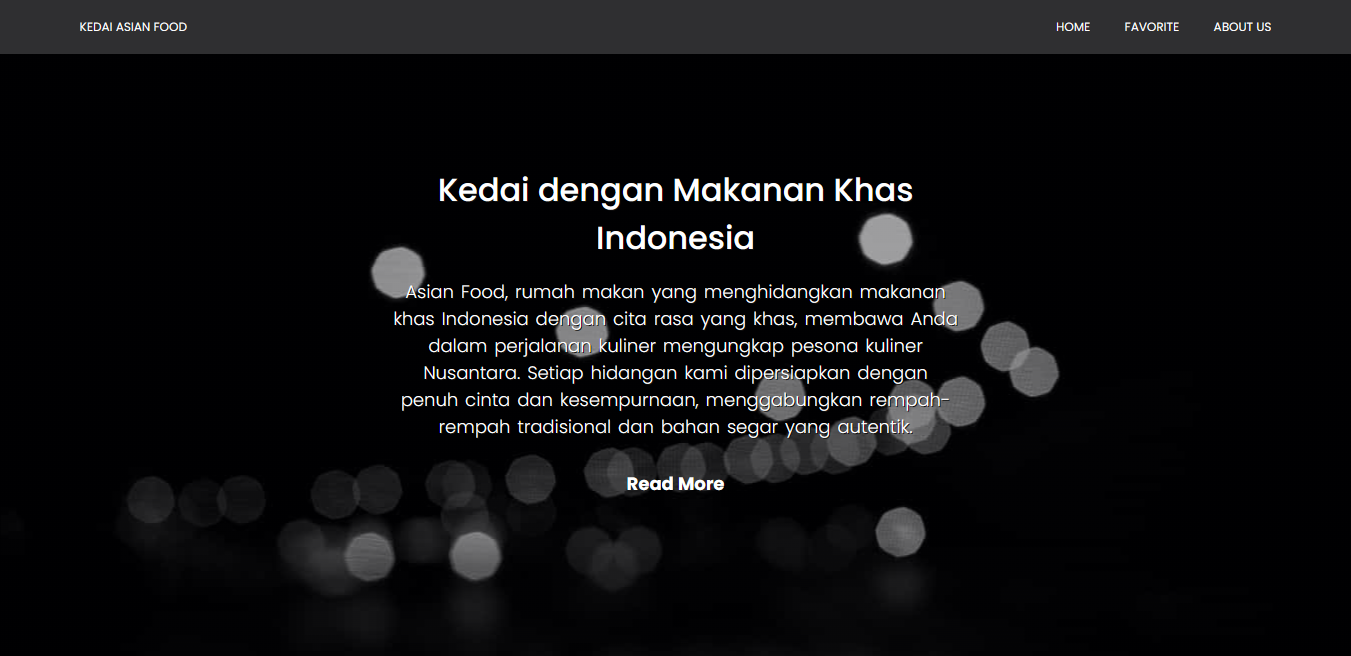 KEDAI ASIAN FOOD
HOME
FAVORITE
ABOUT US
Kedai dengan Makanan Khas
Indonesia
Asian Food, rumah makan yang menghidangkan makanan
khas Indonesia dengan cita rasa yang khas, membawa Anda
dalam perjalanan kuliner mengungkap pesona kuliner
Nusantara. Setiap hidangan kami dipersiapkan dengan
penuh cinta dan kesempurnaan, menggabungkan rempah-
rempah tradisional dan bahan segar yang autentik.
Read More